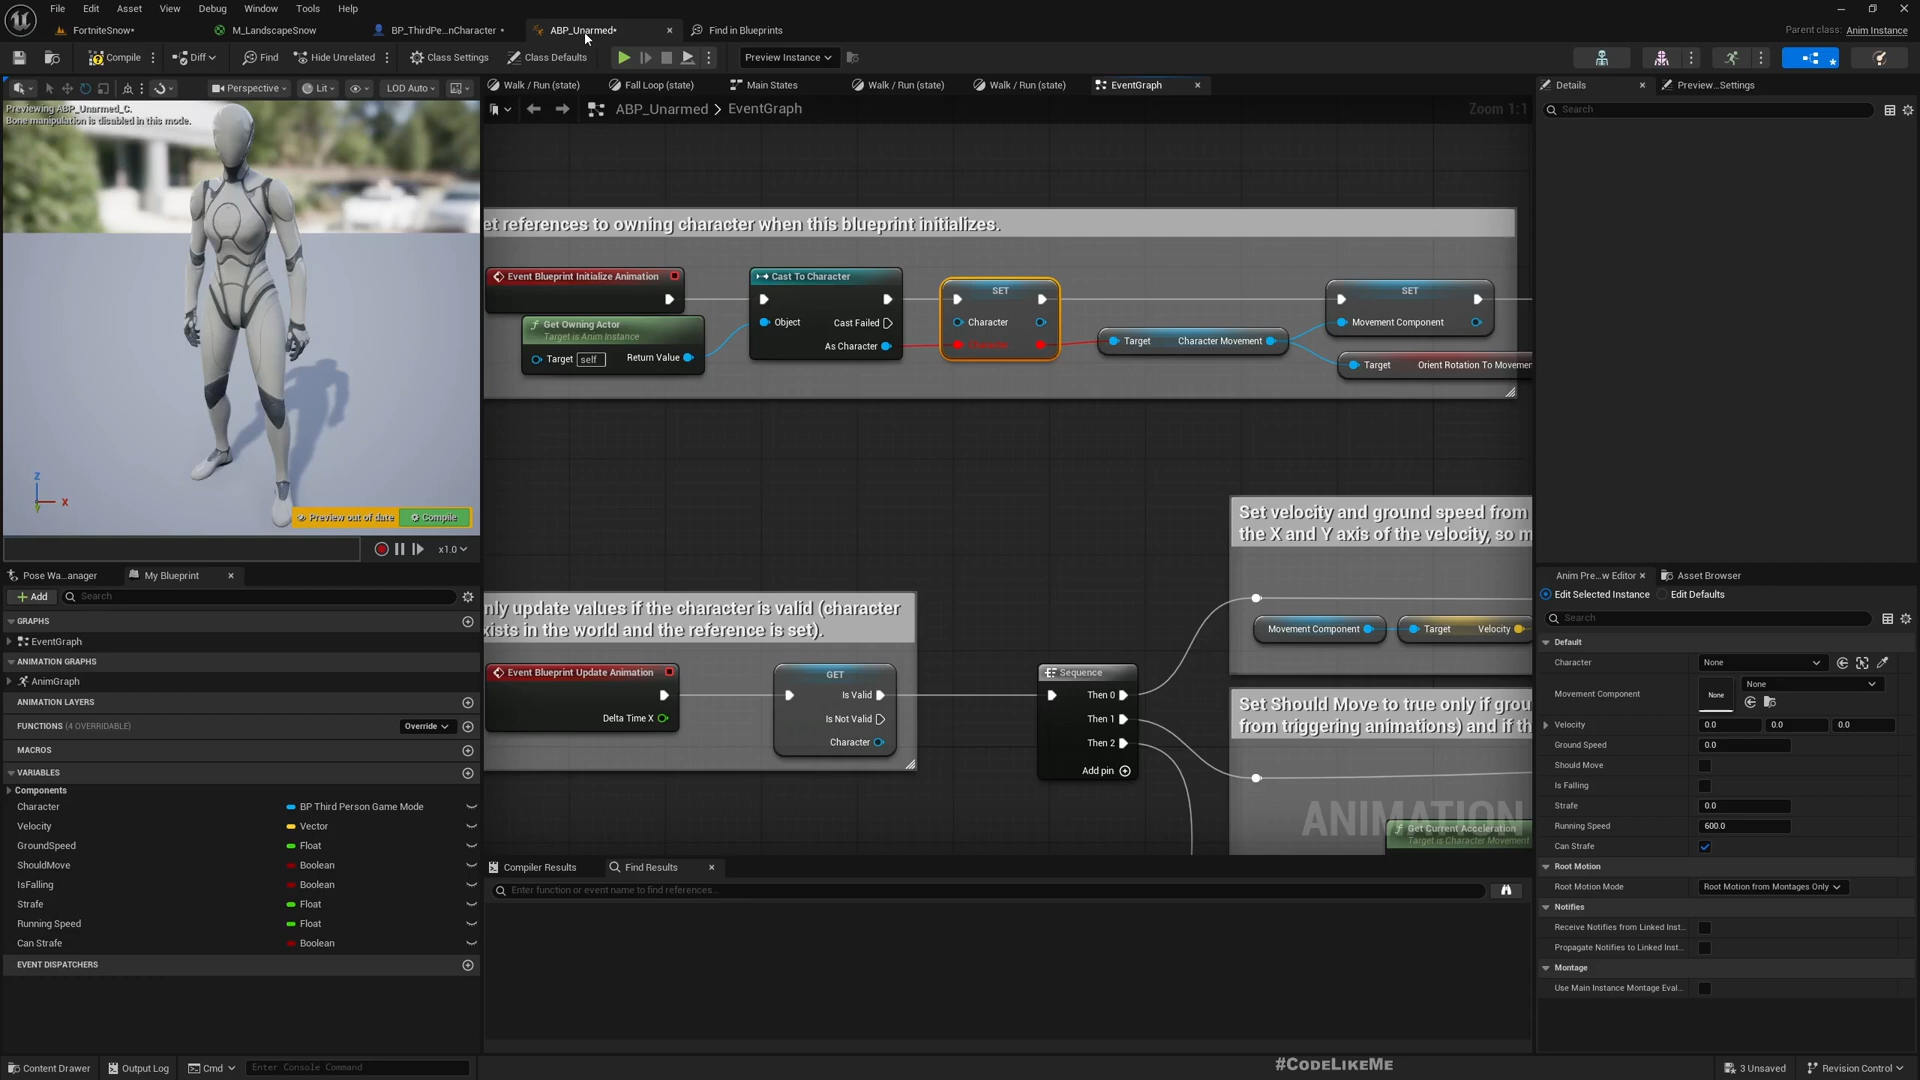 File Edit Asset View Debug Window Tools Help
FortniteSnow* M_LandscapeSnow BP_ThirdPe...nCharacter • ABP_Unarmed* Find in Blueprints
Parent class: Anim Instance
Compile Diff Find Hide Unrelated Class Settings Class Defaults Preview Instance
Walk / Run (state) Fall Loop (state) Main States Walk / Run (state) Walk / Run (state) EventGraph
Details Preview...Settings
Perspective Lit LOD Auto
ABP_Unarmed > EventGraph Zoom 1:1
Search
Previewing ABP_Unarmed_C.
Bone manipulation is disabled in this mode.
et references to owning character when this blueprint initializes.
Event Blueprint Initialize Animation
Get Owning Actor
Target is Anim Instance
Target self Return Value
Cast To Character
Object Cast Failed
As Character
SET
Character
Target Character Movement
SET
Movement Component
Target Orient Rotation To Movemen
Z
X
Preview out of date Compile
x1.0
Set velocity and ground speed from
the X and Y axis of the velocity, so m
Movement Component Target Velocity
nly update values if the character is valid (character
xists in the world and the reference is set).
Event Blueprint Update Animation
Delta Time X
GET
Is Valid
Is Not Valid
Character
Sequence
Then 0
Then 1
Then 2
Add pin
Set Should Move to true only if grou
from triggering animations) and if th
ANIMATION
Get Current Acceleration
Target is Character Movement
Pose Wa...anager My Blueprint
Add Search
GRAPHS
EventGraph
ANIMATION GRAPHS
AnimGraph
ANIMATION LAYERS
FUNCTIONS (4 OVERRIDABLE) Override
MACROS
VARIABLES
Components
Character BP Third Person Game Mode
Velocity Vector
GroundSpeed Float
ShouldMove Boolean
IsFalling Boolean
Strafe Float
Running Speed Float
Can Strafe Boolean
EVENT DISPATCHERS
Compiler Results Find Results
Enter function or event name to find references...
Anim Pre...w Editor Asset Browser
Edit Selected Instance Edit Defaults
Search
Default
Character None
Movement Component None None
Velocity 0.0 0.0 0.0
Ground Speed 0.0
Should Move
Is Falling
Strafe 0.0
Running Speed 600.0
Can Strafe
Root Motion
Root Motion Mode Root Motion from Montages Only
Notifies
Receive Notifies from Linked Inst...
Propagate Notifies to Linked Inst...
Montage
Use Main Instance Montage Eval...
Content Drawer Output Log Cmd Enter Console Command #CODELIKEME 3 Unsaved Revision Control